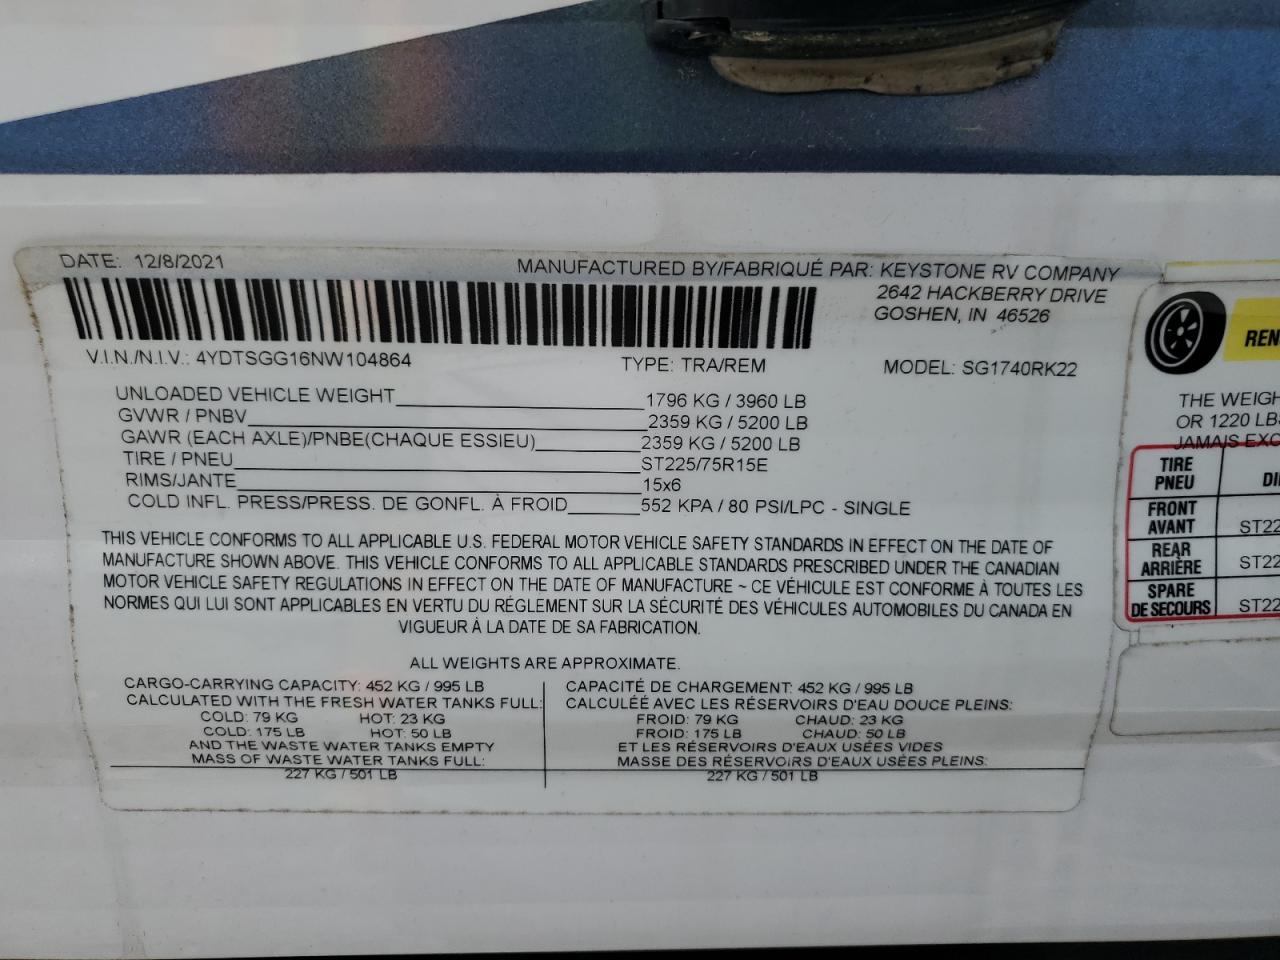 DATE: 12/8/2021
MANUFACTURED BY/FABRIQUÉ PAR: KEYSTONE RV COMPANY
2642 HACKBERRY DRIVE
GOSHEN, IN 46526
V.I.N./N.I.V.: 4YDTSGG16NW104864 TYPE: TRA/REM MODEL: SG1740RK22
UNLOADED VEHICLE WEIGHT 1796 KG / 3960 LB
GVWR / PNBV 2359 KG / 5200 LB
GAWR (EACH AXLE)/PNBE(CHAQUE ESSIEU) 2359 KG / 5200 LB
TIRE / PNEU ST225/75R15E
RIMS/JANTE 15x6
COLD INFL. PRESS/PRESS. DE GONFL. À FROID 552 KPA / 80 PSI/LPC - SINGLE
THIS VEHICLE CONFORMS TO ALL APPLICABLE U.S. FEDERAL MOTOR VEHICLE SAFETY STANDARDS IN EFFECT ON THE DATE OF
MANUFACTURE SHOWN ABOVE. THIS VEHICLE CONFORMS TO ALL APPLICABLE STANDARDS PRESCRIBED UNDER THE CANADIAN
MOTOR VEHICLE SAFETY REGULATIONS IN EFFECT ON THE DATE OF MANUFACTURE ~ CE VÉHICULE EST CONFORME À TOUTES LES
NORMES QUI LUI SONT APPLICABLES EN VERTU DU RÉGLEMENT SUR LA SÉCURITÉ DES VÉHICULES AUTOMOBILES DU CANADA EN
VIGUEUR À LA DATE DE SA FABRICATION.
ALL WEIGHTS ARE APPROXIMATE.
CARGO-CARRYING CAPACITY: 452 KG / 995 LB
CALCULATED WITH THE FRESH WATER TANKS FULL:
COLD: 79 KG HOT: 23 KG
COLD: 175 LB HOT: 50 LB
AND THE WASTE WATER TANKS EMPTY
MASS OF WASTE WATER TANKS FULL:
227 KG / 501 LB
CAPACITÉ DE CHARGEMENT: 452 KG / 995 LB
CALCULÉE AVEC LES RÉSERVOIRS D'EAU DOUCE PLEINS:
FROID: 79 KG CHAUD: 23 KG
FROID: 175 LB CHAUD: 50 LB
ET LES RÉSERVOIRS D'EAUX USÉES VIDES
MASSE DES RÉSERVOIRS D'EAUX USÉES PLEINS:
227 KG / 501 LB
REN
THE WEIGH
OR 1220 LB
JAMAIS EXC
TIRE
PNEU
DI
FRONT
AVANT
ST22
REAR
ARRIÈRE
ST22
SPARE
DE SECOURS
ST22